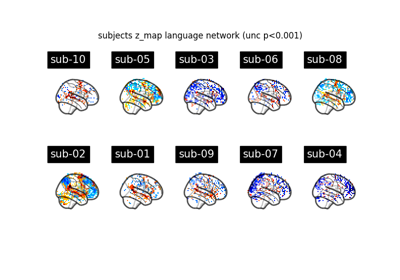 subjects z_map language network (unc p<0.001)
sub-10 sub-05 sub-03 sub-06 sub-08
sub-02 sub-01 sub-09 sub-07 sub-04